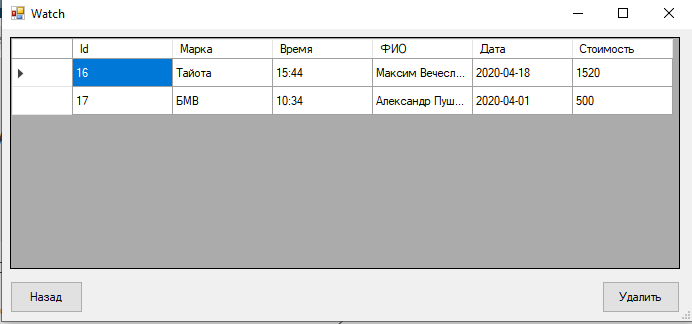 Watch
Id Марка Время ФИО Дата Стоимость
16 Тайота 15:44 Максим Вечесл... 2020-04-18 1520
17 БМВ 10:34 Александр Пуш... 2020-04-01 500
Назад Удалить